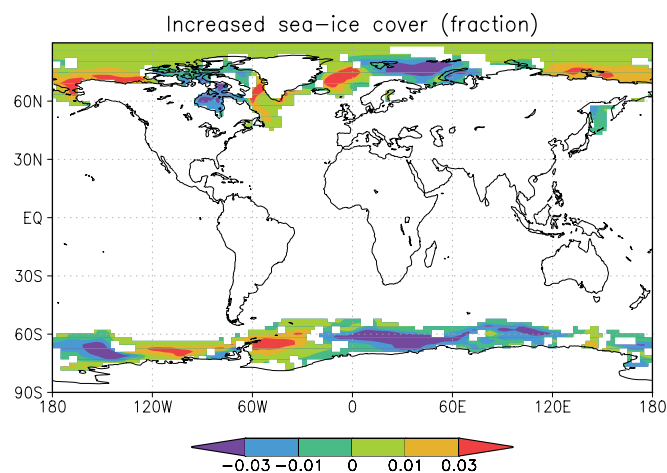 Increased sea-ice cover (fraction)
60N
30N
EQ
30S
60S
90S
180 120W 60W 0 60E 120E 180
-0.03 -0.01 0 0.01 0.03